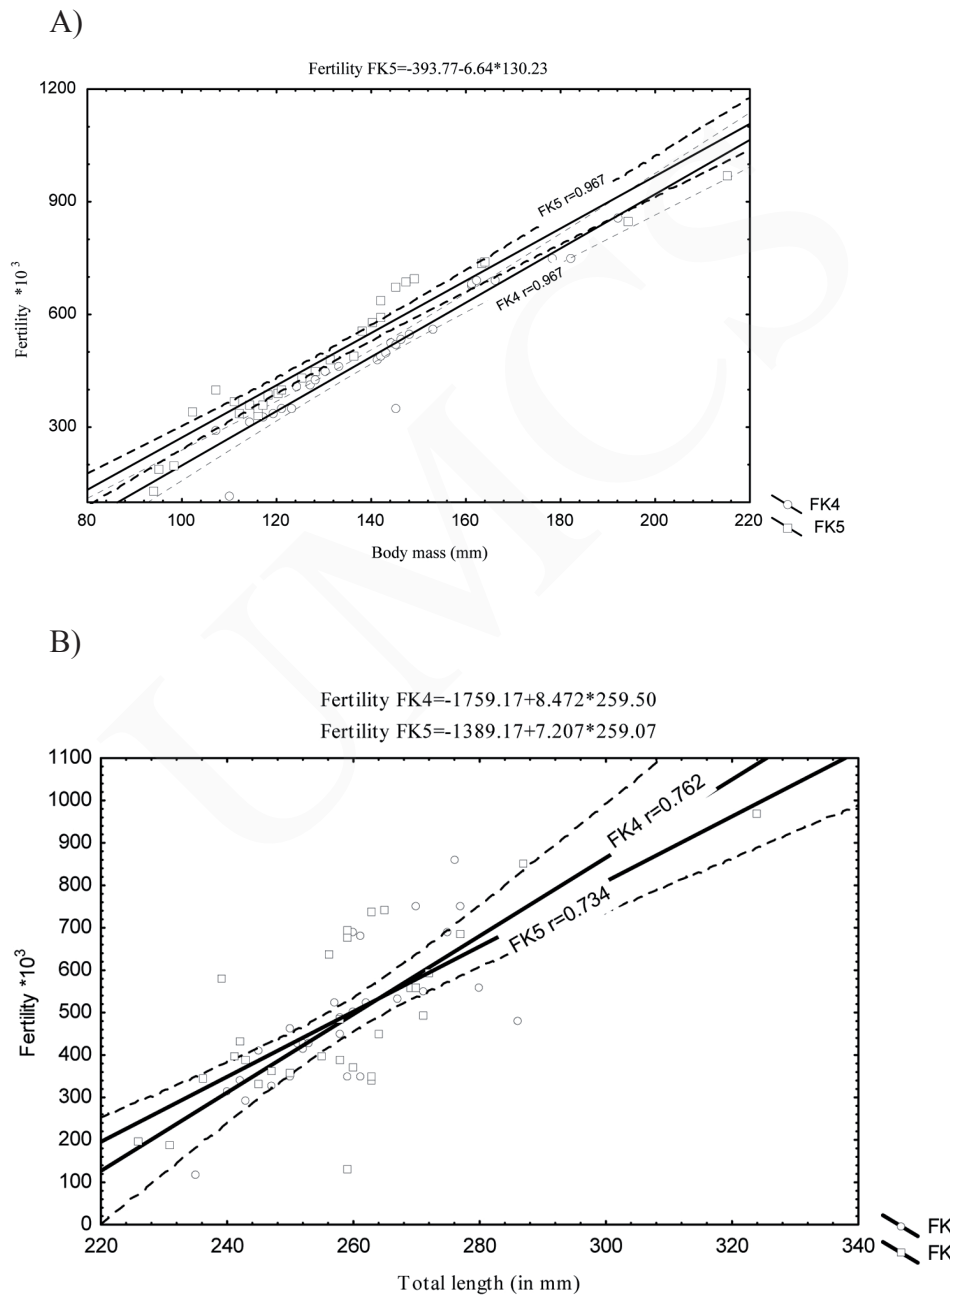 A)
Fertility FK5=-393.77-6.64*130.23
1200
900
600
300
Fertility *10³
FK5 r=0.967
FK4 r=0.967
80 100 120 140 160 180 200 220
Body mass (mm)
FK4
FK5
UMCS
B)
Fertility FK4=-1759.17+8.472*259.50
Fertility FK5=-1389.17+7.207*259.07
1100
1000
900
800
700
600
500
400
300
200
100
0
Fertility *10³
FK4 r=0.762
FK5 r=0.734
220 240 260 280 300 320 340
Total length (in mm)
FK
FK